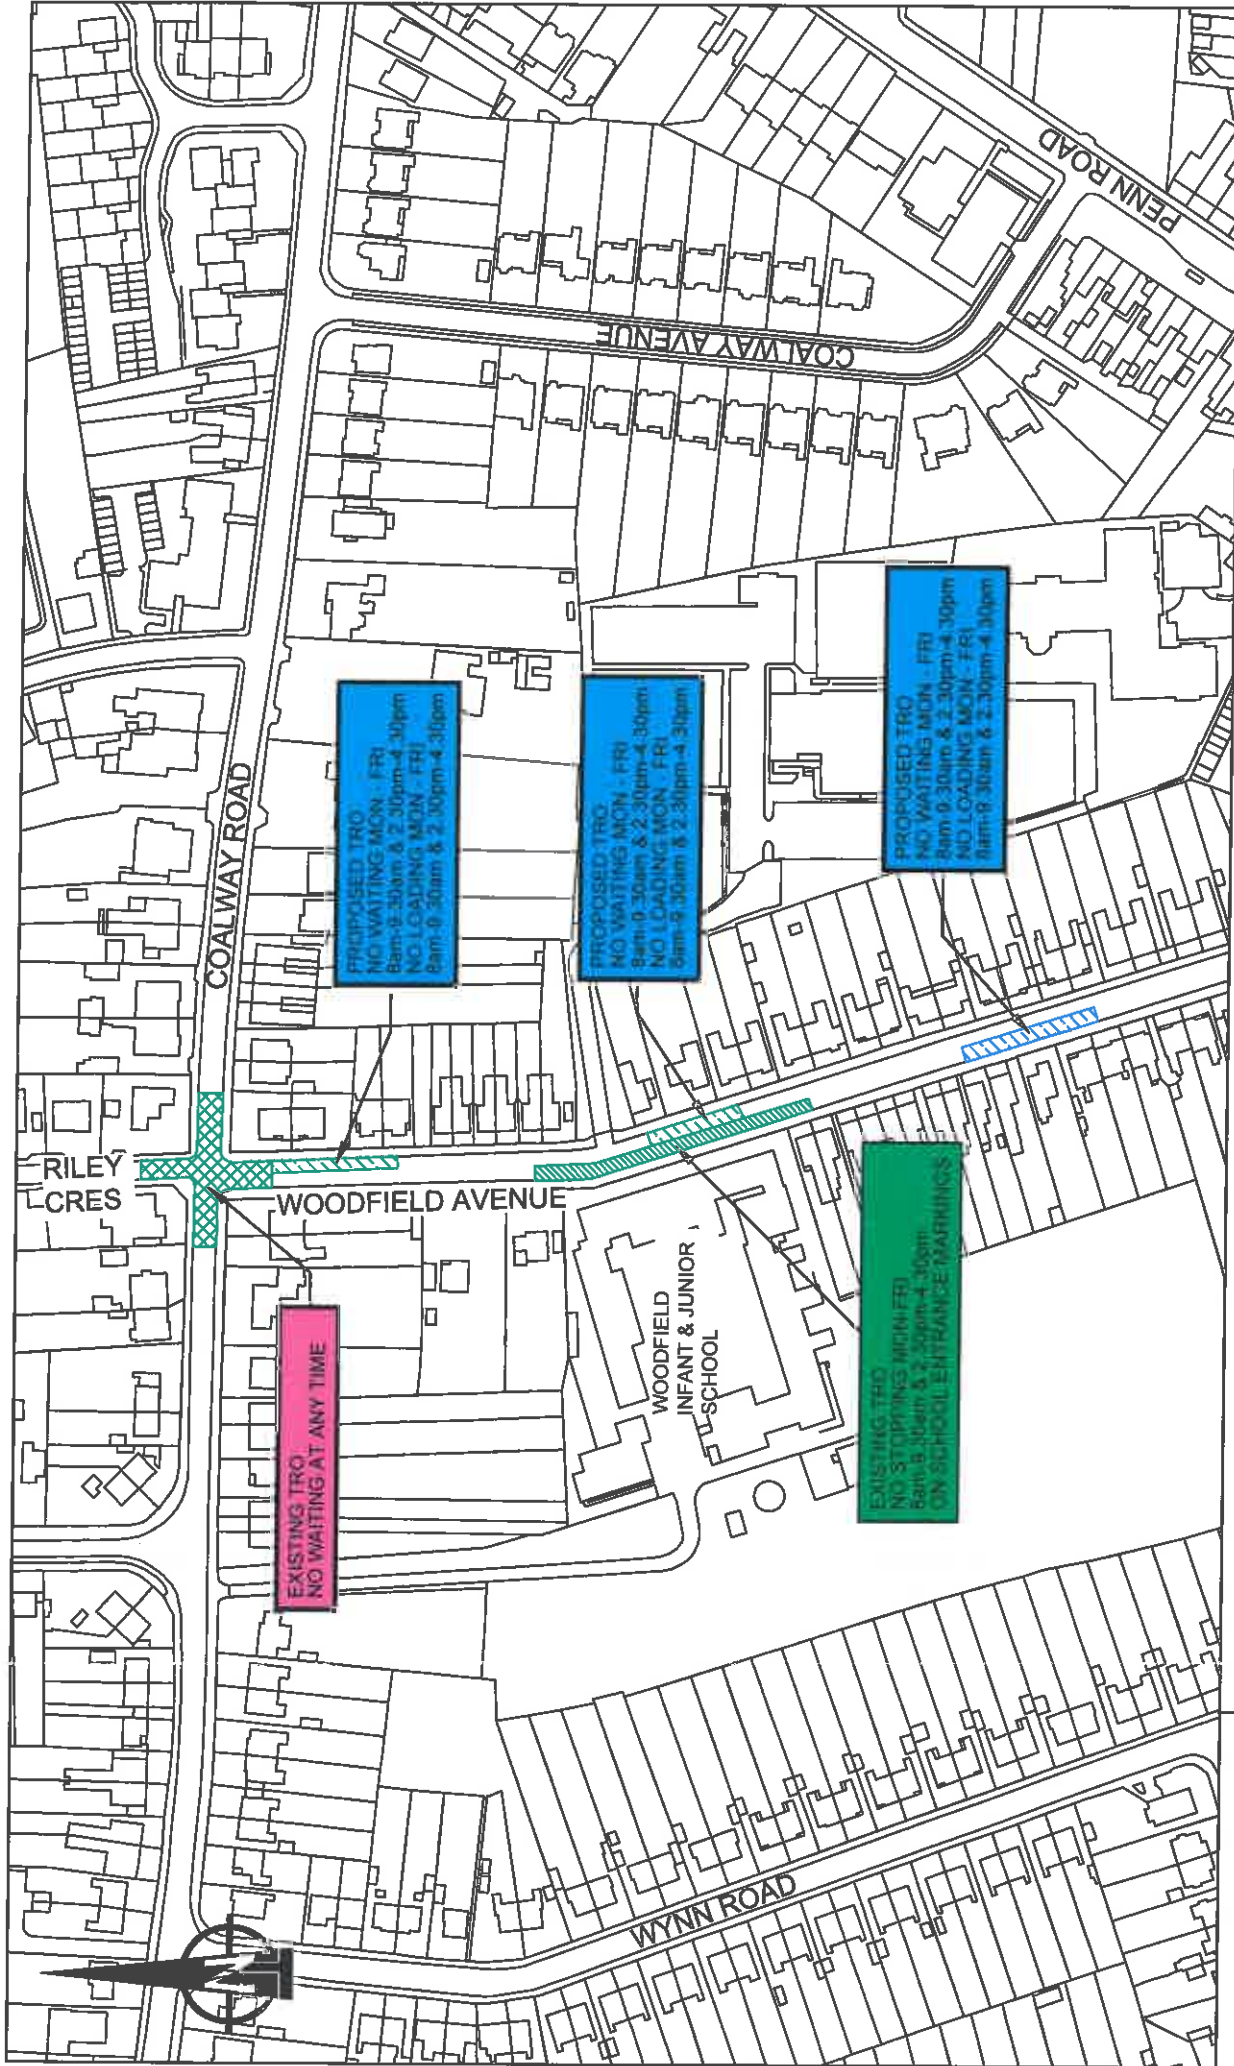 PENN ROAD
COALWAY AVENUE
COALWAY ROAD
PROPOSED TRO
NO WAITING MON - FRI
8am-9.30am & 2.30pm-4.30pm
NO LOADING MON - FRI
8am-9.30am & 2.30pm-4.30pm
PROPOSED TRO
NO WAITING MON - FRI
8am-9.30am & 2.30pm-4.30pm
NO LOADING MON - FRI
8am-9.30am & 2.30pm-4.30pm
PROPOSED TRO
NO WAITING MON - FRI
8am-9.30am & 2.30pm-4.30pm
NO LOADING MON - FRI
8am-9.30am & 2.30pm-4.30pm
RILEY
CRES
WOODFIELD AVENUE
EXISTING TRO
NO WAITING AT ANY TIME
WOODFIELD
INFANT & JUNIOR
SCHOOL
EXISTING TRO
NO STOPPING MON-FRI
8am-9.30am & 2.30pm-4.30pm
ON SCHOOL ENTRANCE MARKINGS
WYNN ROAD